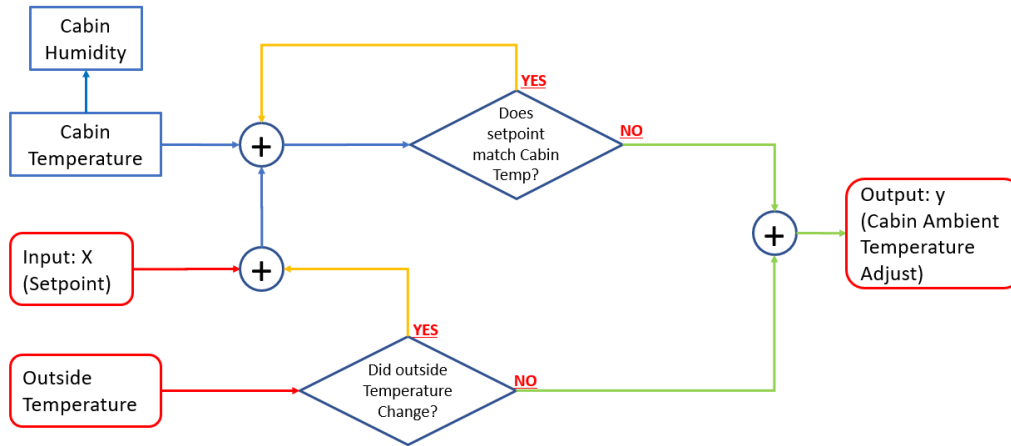 Cabin
Humidity
Cabin
Temperature
+
YES
Does
setpoint
match Cabin
Temp?
NO
Input: X
(Setpoint)
+
+
Output: y
(Cabin Ambient
Temperature
Adjust)
Outside
Temperature
YES
Did outside
Temperature
Change?
NO